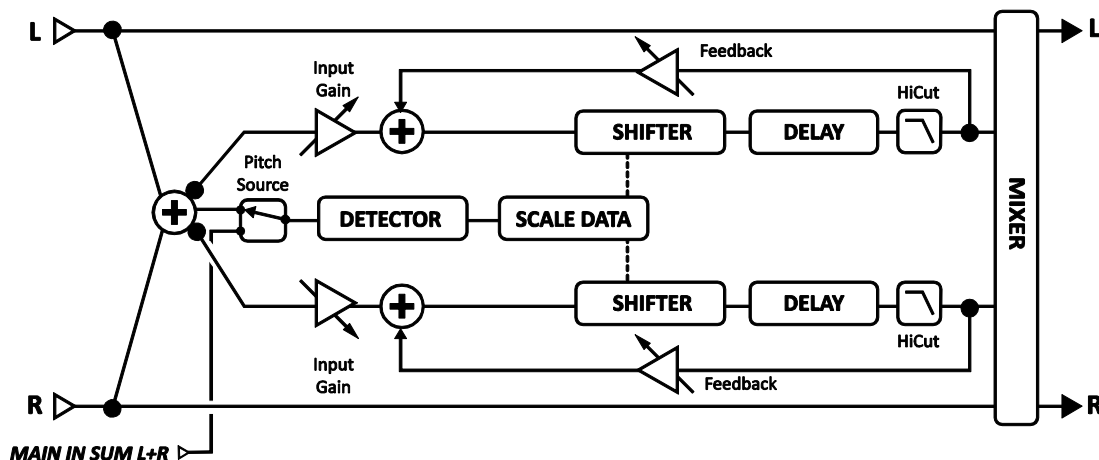 L
L
Feedback
Input
Gain
HiCut
SHIFTER
DELAY
Pitch
Source
DETECTOR
SCALE DATA
MIXER
SHIFTER
DELAY
HiCut
Input
Gain
Feedback
R
R
MAIN IN SUM L+R